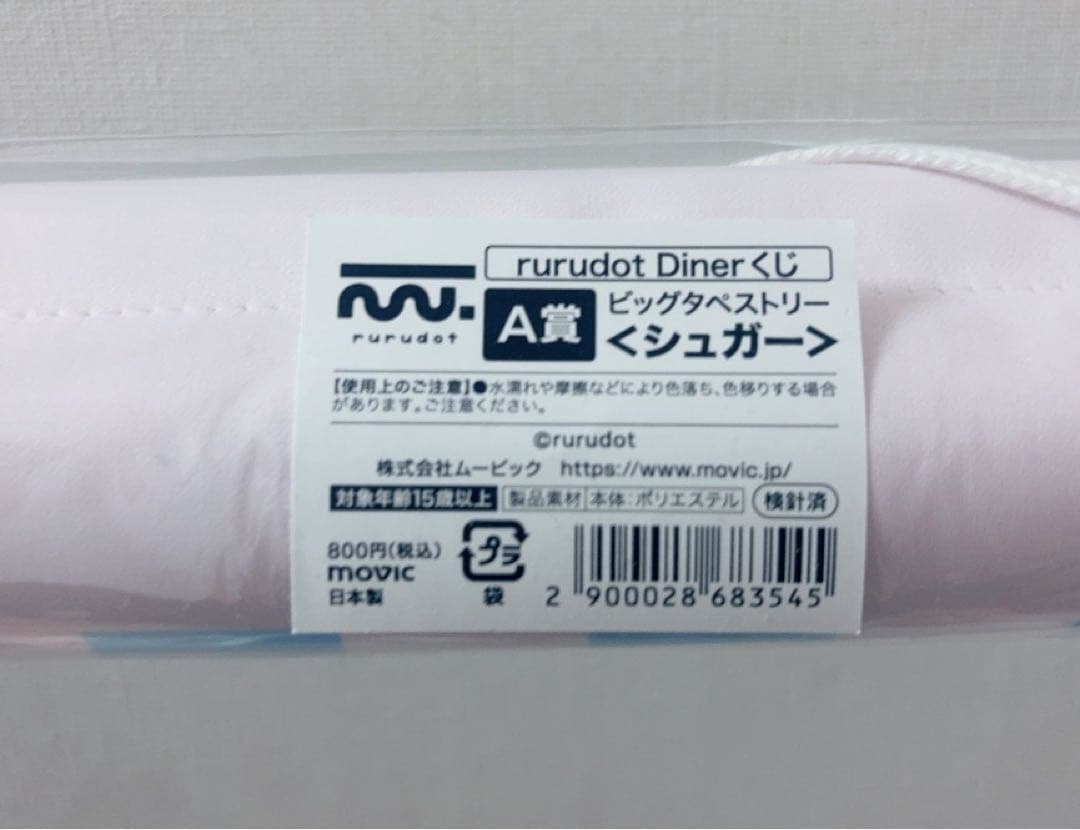 rurudot Dinerくじ
rurudot
A賞
ビッグタペストリー
<シュガー>
【使用上のご注意】●水濡れや摩擦などにより色落ち、色移りする場合
があります。ご注意ください。
©rurudot
株式会社ムービック https://www.movic.jp/
対象年齢15歳以上 製品素材 本体:ポリエステル 検針済
800円(税込)
movic
日本製
プラ
袋
2 900028 683545